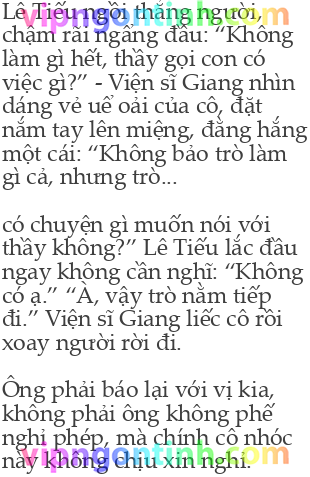 Lê Tiếu ngồi thẳng người,
vipngontinh.com
chậm rãi ngẩng đầu: “Không
làm gì hết, thầy gọi con có
việc gì?” - Viện sĩ Giang nhìn
dáng vẻ uể oải của cô, đặt
nắm tay lên miệng, đằng hắng
một cái: “Không bảo trò làm
gì cả, nhưng trò...
có chuyện gì muốn nói với
thầy không?” Lê Tiếu lắc đầu
ngay không cần nghĩ: “Không
có ạ.” “À, vậy trò nằm tiếp
đi.” Viện sĩ Giang liếc cô rồi
xoay người rời đi.
Ông phải báo lại với vị kia,
không phải ông không phê
nghỉ phép, mà chính cô nhóc
này không chịu xin nghỉ.
vipngontinh.com